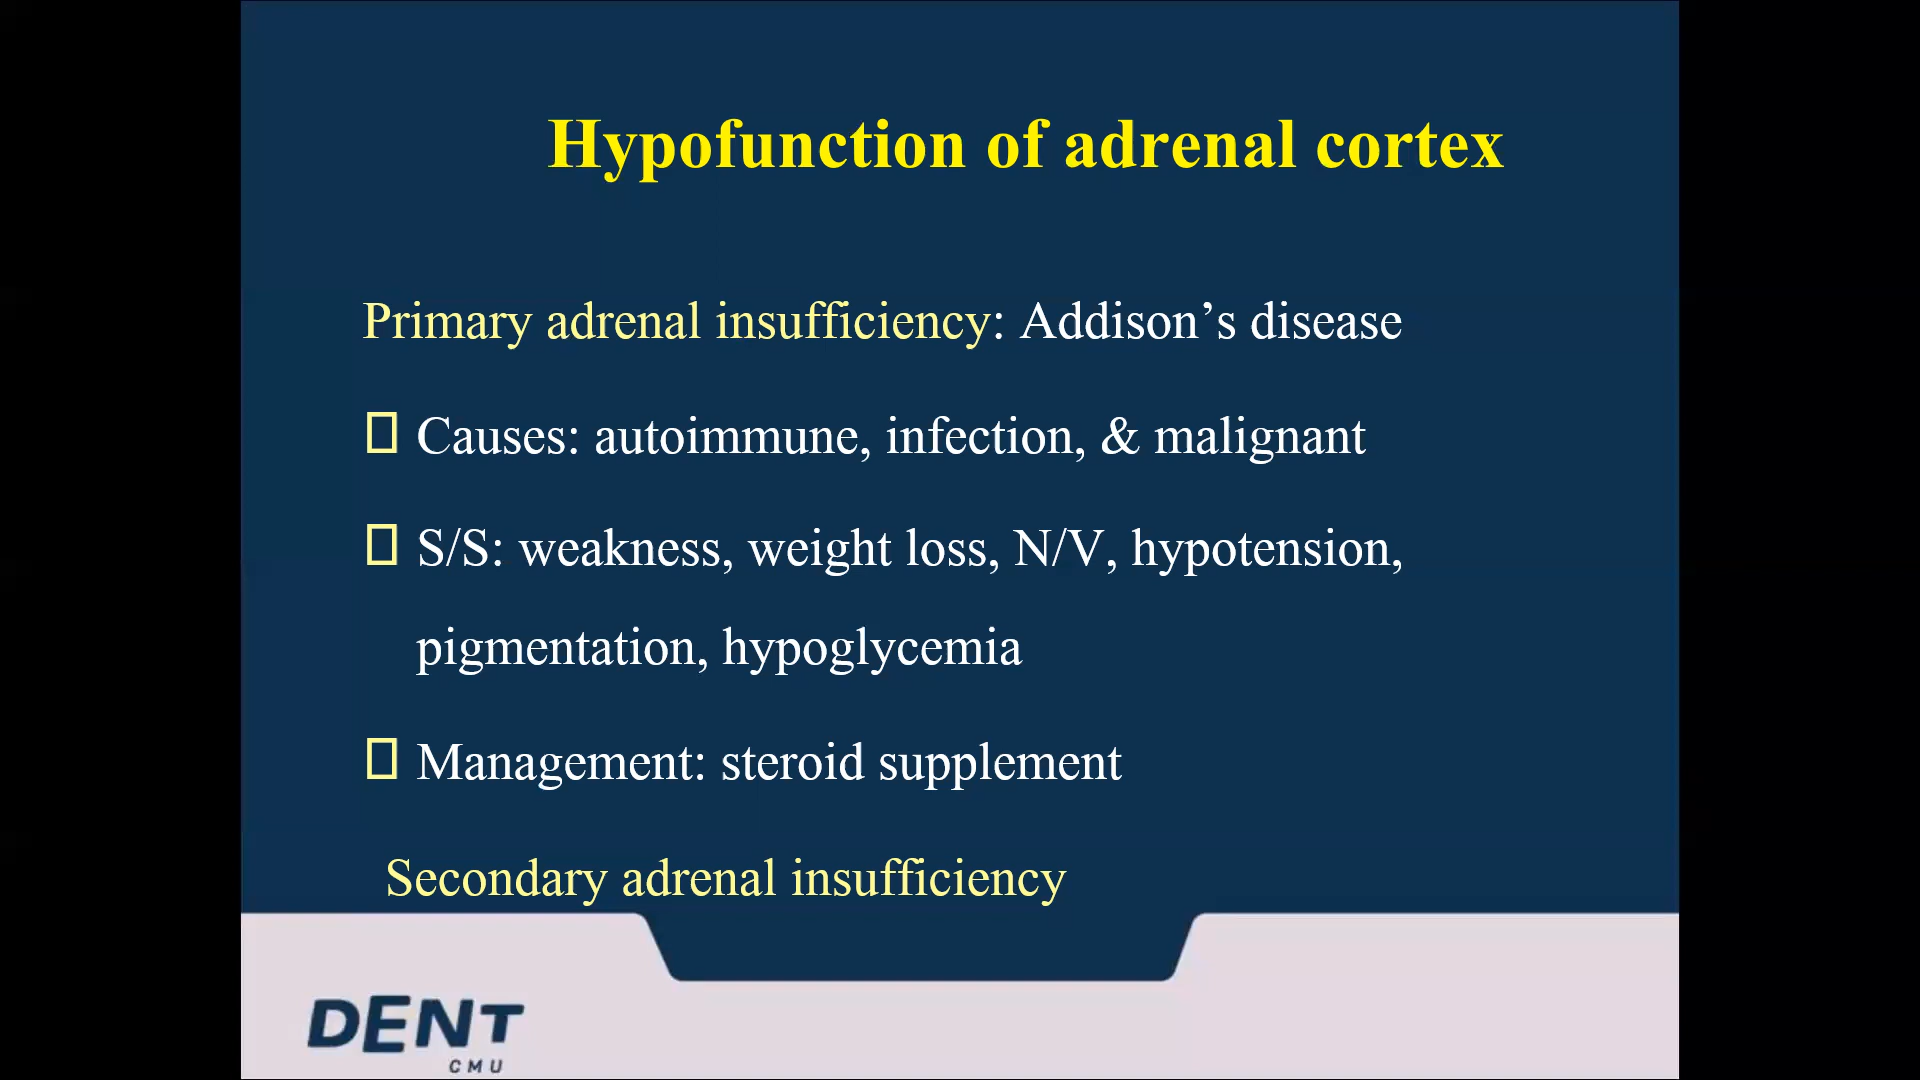 Hypofunction of adrenal cortex
Primary adrenal insufficiency: Addison’s disease
Causes: autoimmune, infection, & malignant
S/S: weakness, weight loss, N/V, hypotension,
pigmentation, hypoglycemia
Management: steroid supplement
Secondary adrenal insufficiency
DENT
CMU